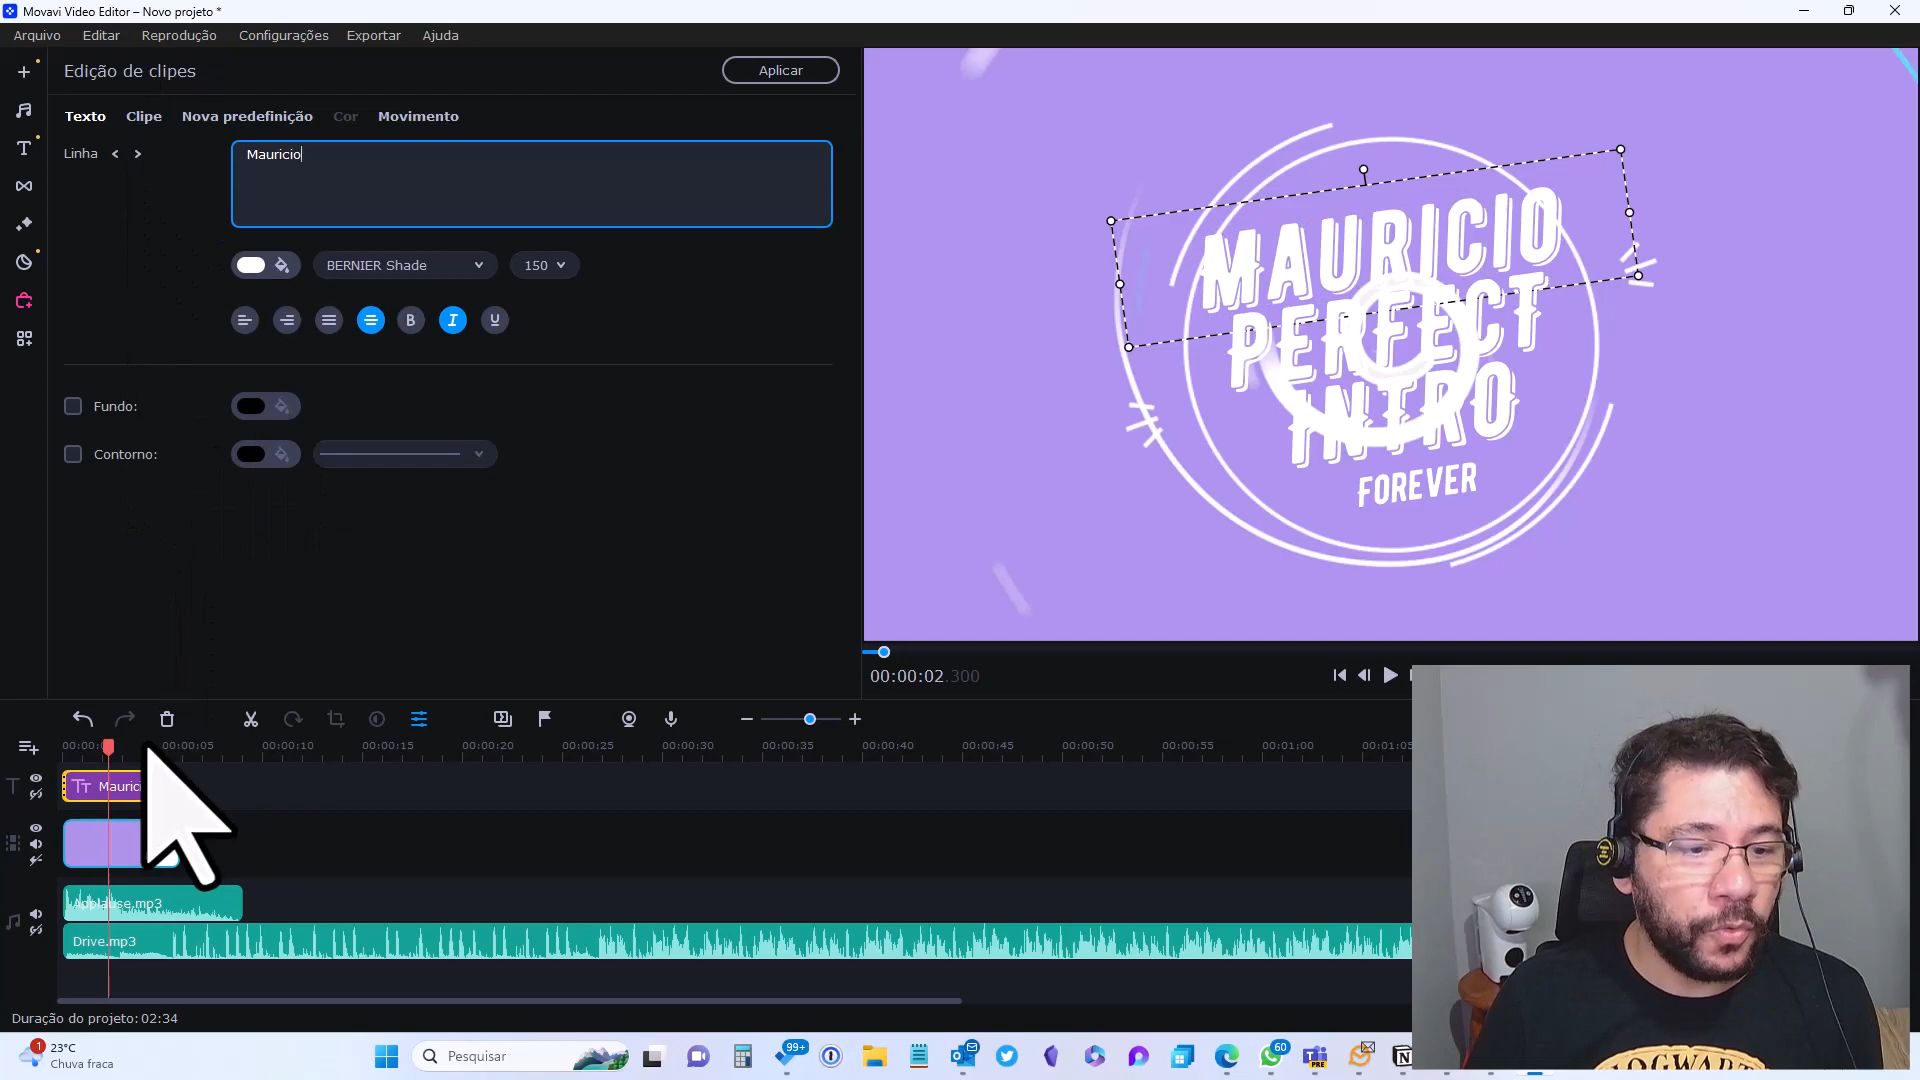 Movavi Video Editor – Novo projeto *
Arquivo Editar Reprodução Configurações Exportar Ajuda
Edição de clipes
Aplicar
Texto Clipe Nova predefinição Cor Movimento
Linha
Mauricio
BERNIER Shade
150
B I U
Fundo:
Contorno:
MAURICIO
PERFECT
INTRO
FOREVER
00:00:02.300
00:00:05 00:00:10 00:00:15 00:00:20 00:00:25 00:00:30 00:00:35 00:00:40 00:00:45 00:00:50 00:00:55 00:01:00
Applause.mp3
Drive.mp3
Duração do projeto: 02:34
1
23°C
Chuva fraca
Pesquisar
99+
60
PRE
HOGWARTS